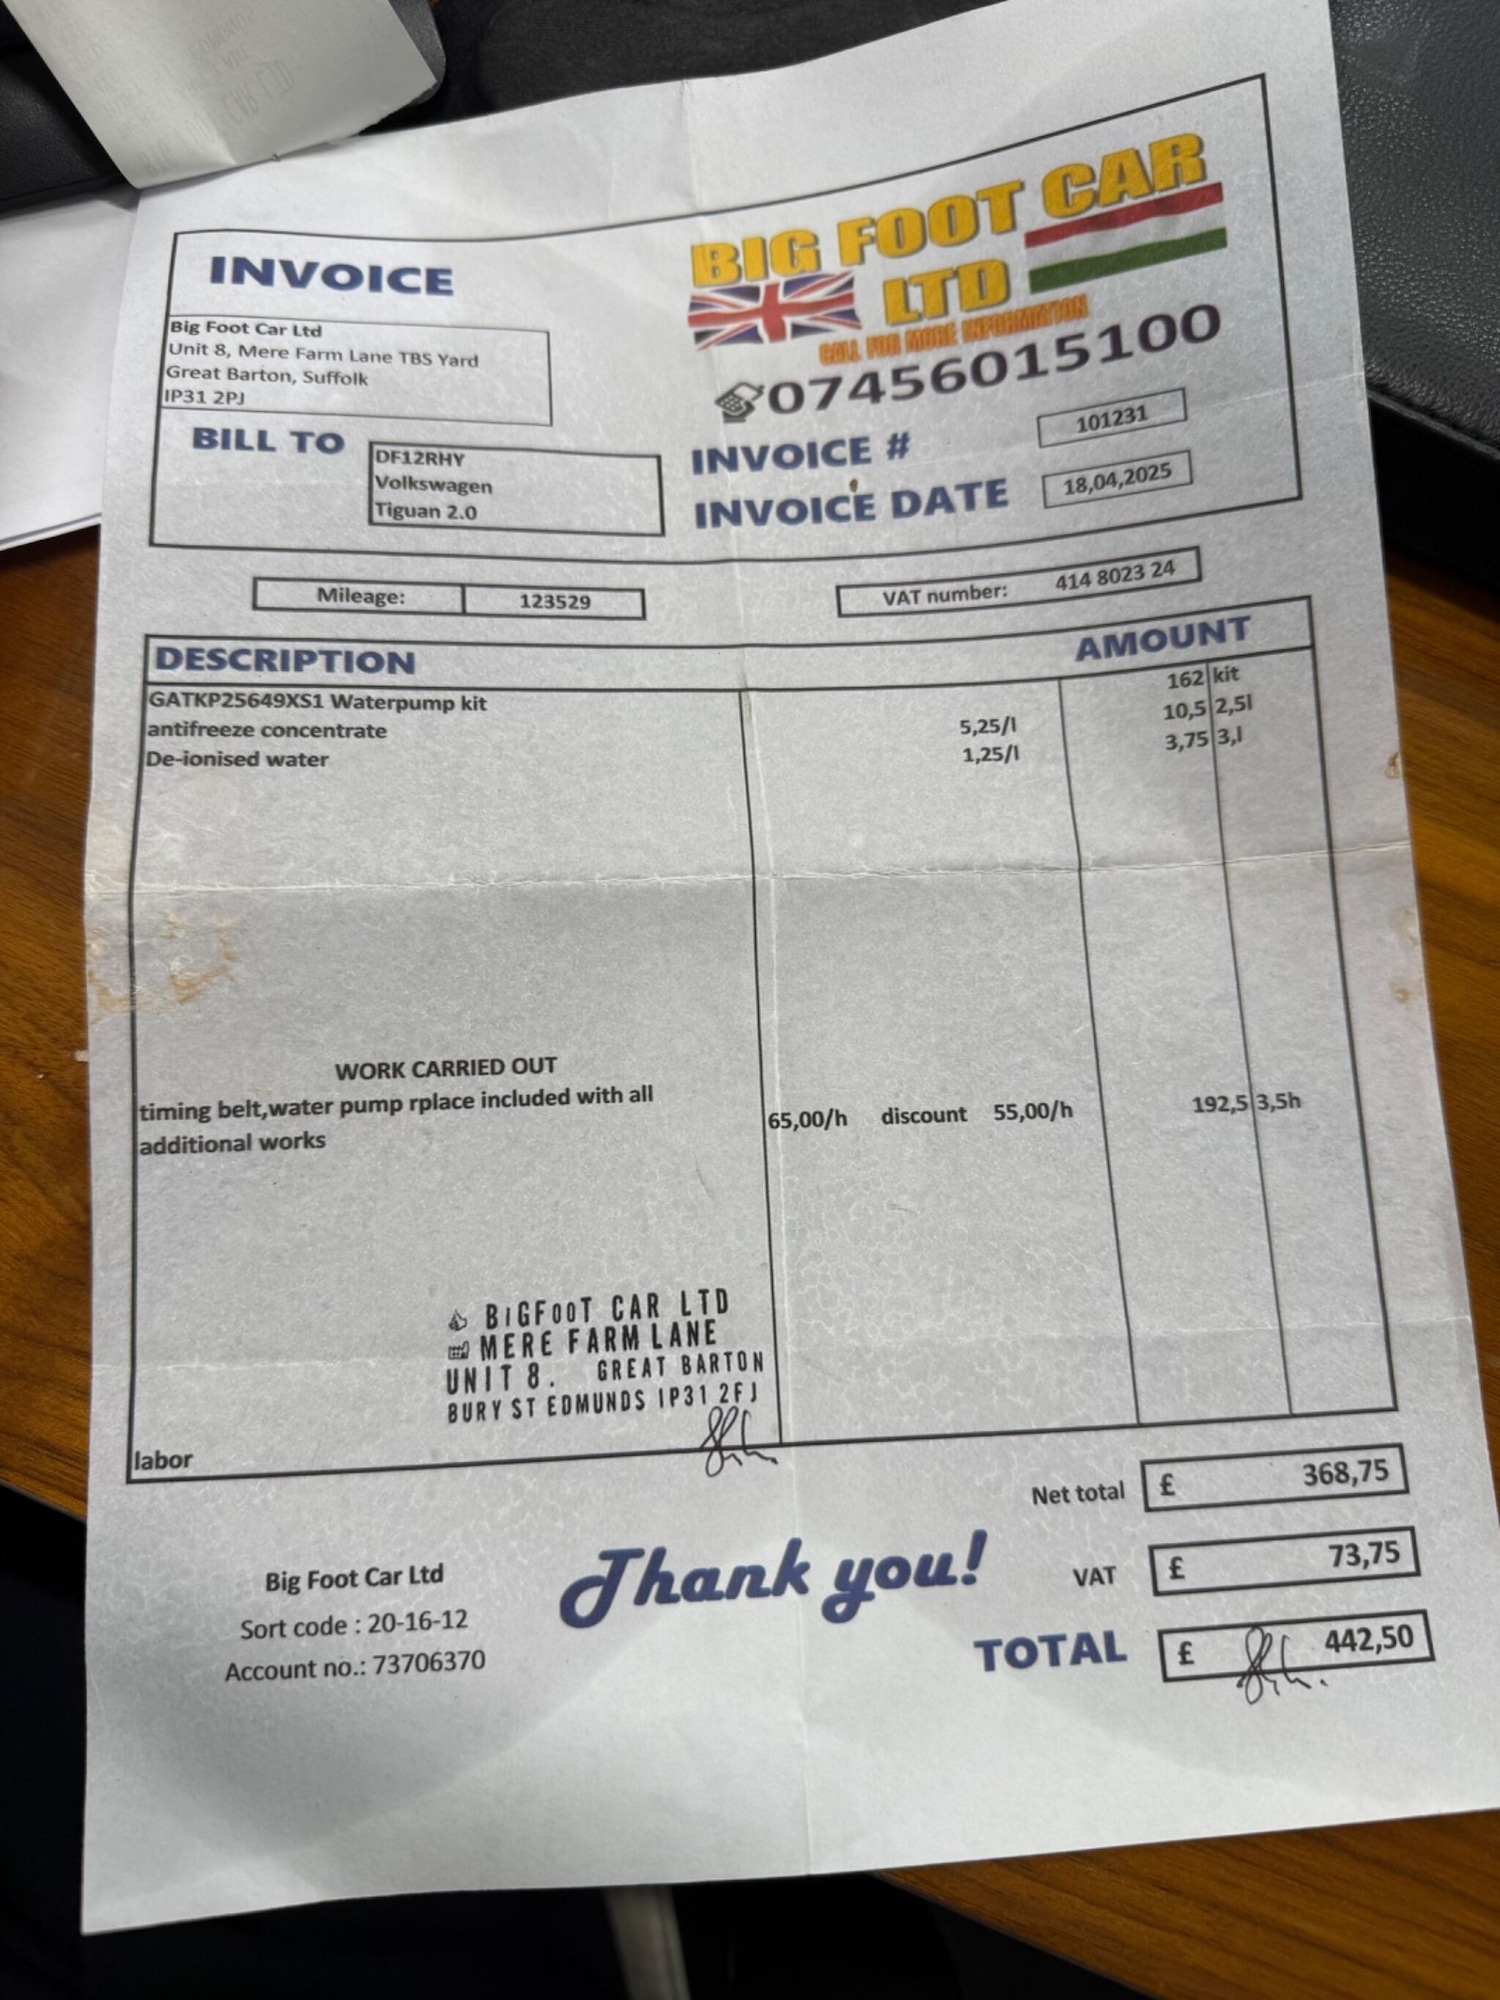 INVOICE
BIG FOOT CAR
LTD
CALL FOR MORE INFORMATION
07456015100
Big Foot Car Ltd
Unit 8, Mere Farm Lane TBS Yard
Great Barton, Suffolk
IP31 2PJ
BILL TO
DF12RHY
Volkswagen
Tiguan 2.0
INVOICE # 101231
INVOICE DATE 18,04,2025
Mileage: 123529
VAT number: 414 8023 24
DESCRIPTION AMOUNT
GATKP25649XS1 Waterpump kit 162 kit
antifreeze concentrate 5,25/l 10,5 2,5l
De-ionised water 1,25/l 3,75 3,l
WORK CARRIED OUT
timing belt,water pump rplace included with all
additional works
65,00/h discount 55,00/h 192,5 3,5h
BiGFooT CAR LTD
MERE FARM LANE
UNIT 8. GREAT BARTON
BURY ST EDMUNDS IP31 2FJ
labor
Net total £ 368,75
VAT £ 73,75
TOTAL £ 442,50
Thank you!
Big Foot Car Ltd
Sort code : 20-16-12
Account no.: 73706370